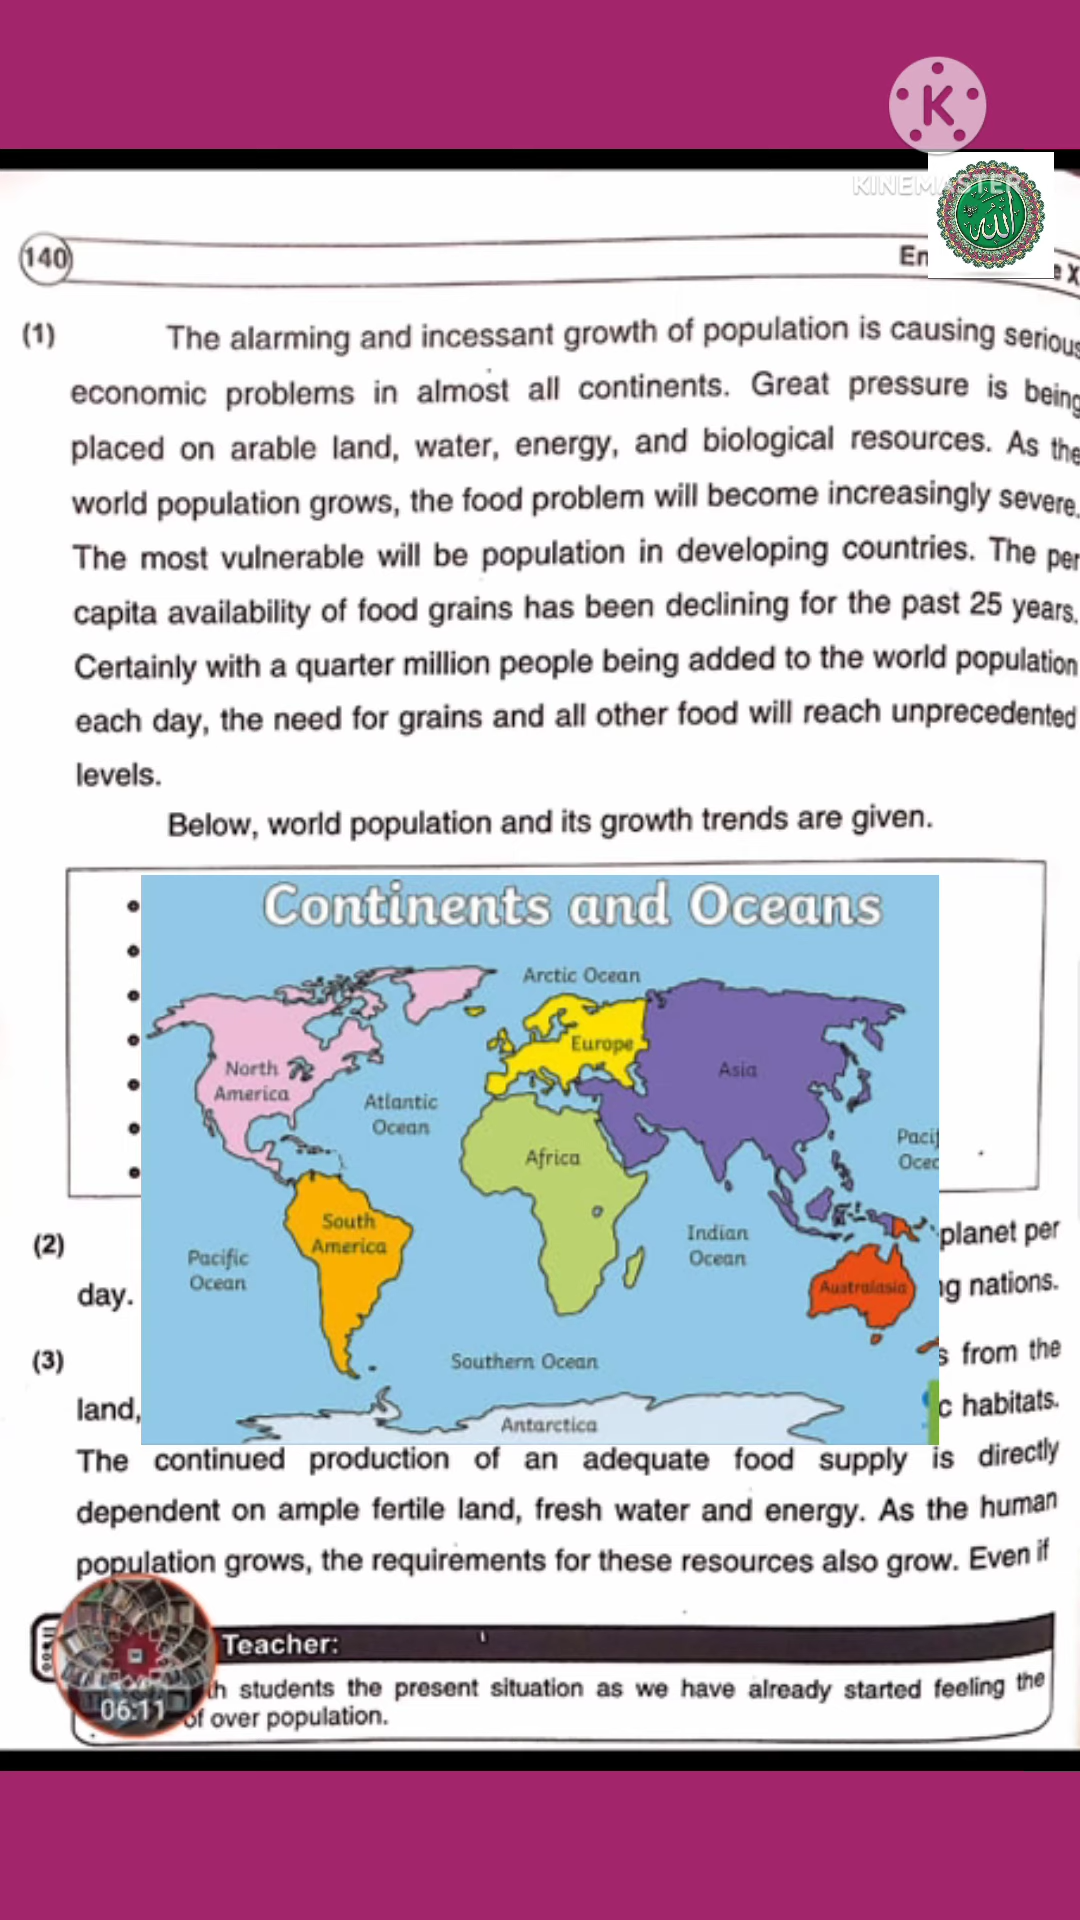 K
KINEMASTER
الله
140
En
e X
(1) The alarming and incessant growth of population is causing serious
economic problems in almost all continents. Great pressure is being
placed on arable land, water, energy, and biological resources. As the
world population grows, the food problem will become increasingly severe.
The most vulnerable will be population in developing countries. The per
capita availability of food grains has been declining for the past 25 years.
Certainly with a quarter million people being added to the world population
each day, the need for grains and all other food will reach unprecedented
levels.
Below, world population and its growth trends are given.
Continents and Oceans
Arctic Ocean
Europe
Asia
North
America
Atlantic
Ocean
Africa
Pacif
Ocea
South
America
Indian
Ocean
Pacific
Ocean
Australasia
Southern Ocean
Antarctica
(2) planet per
day. ng nations.
(3) s from the
land, c habitats.
The continued production of an adequate food supply is directly
dependent on ample fertile land, fresh water and energy. As the human
population grows, the requirements for these resources also grow. Even if
Teacher:
th students the present situation as we have already started feeling the
of over population.
06:11